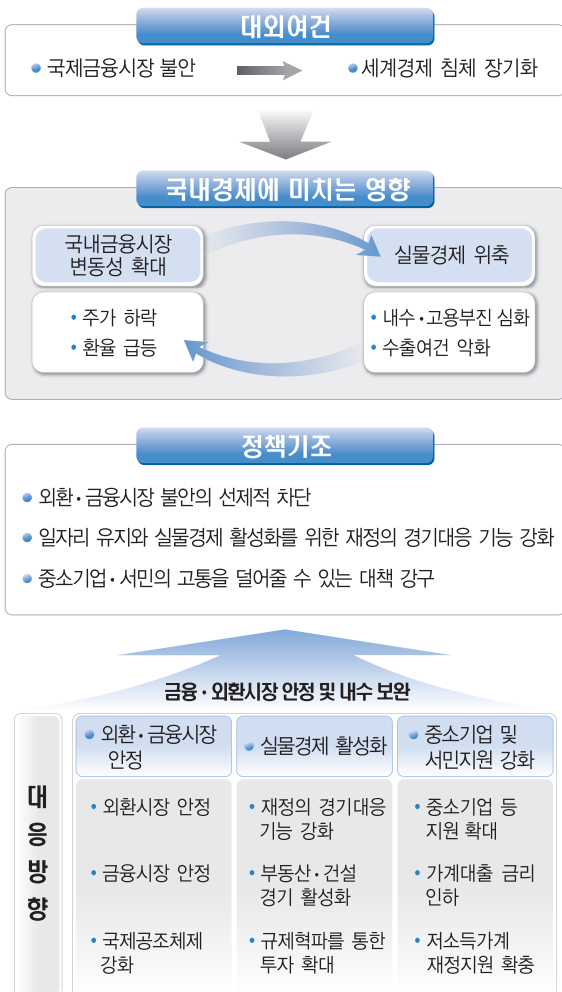 대외여건
• 국제금융시장 불안
• 세계경제 침체 장기화
국내경제에 미치는 영향
국내금융시장
변동성 확대
• 주가 하락
• 환율 급등
실물경제 위축
• 내수·고용부진 심화
• 수출여건 악화
정책기조
• 외환·금융시장 불안의 선제적 차단
• 일자리 유지와 실물경제 활성화를 위한 재정의 경기대응 기능 강화
• 중소기업·서민의 고통을 덜어줄 수 있는 대책 강구
금융·외환시장 안정 및 내수 보완
대응방향
• 외환·금융시장
안정
• 외환시장 안정
• 금융시장 안정
• 국제공조체제
강화
• 실물경제 활성화
• 재정의 경기대응
기능 강화
• 부동산·건설
경기 활성화
• 규제혁파를 통한
투자 확대
• 중소기업 및
서민지원 강화
• 중소기업 등
지원 확대
• 가계대출 금리
인하
• 저소득가계
재정지원 확충